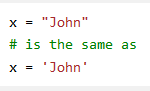 x = "John"
# is the same as
x = 'John'